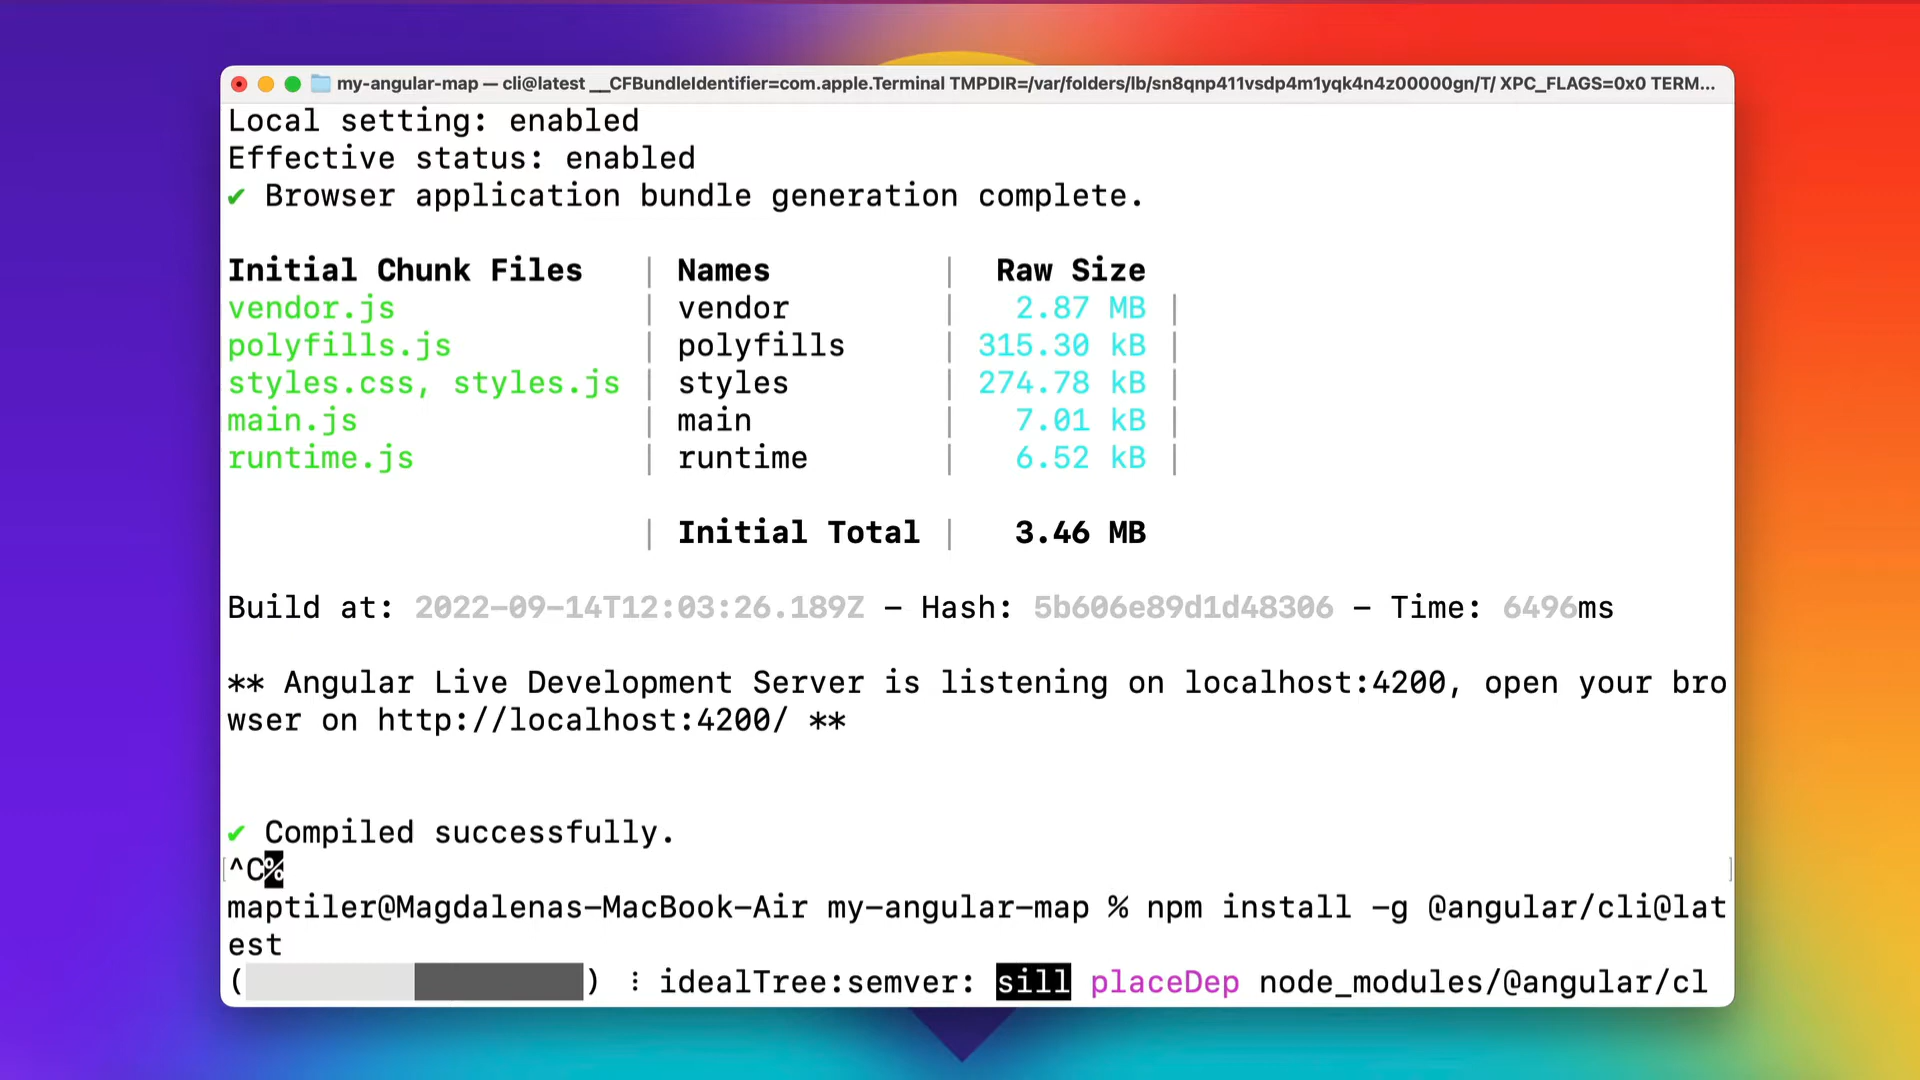 my-angular-map — cli@latest __CFBundleIdentifier=com.apple.Terminal TMPDIR=/var/folders/lb/sn8qnp411vsdp4m1yqk4n4z00000gn/T/ XPC_FLAGS=0x0 TERM...
Local setting: enabled
Effective status: enabled
✔ Browser application bundle generation complete.
Initial Chunk Files | Names | Raw Size
vendor.js | vendor | 2.87 MB |
polyfills.js | polyfills | 315.30 kB |
styles.css, styles.js | styles | 274.78 kB |
main.js | main | 7.01 kB |
runtime.js | runtime | 6.52 kB |
| Initial Total | 3.46 MB
Build at: 2022-09-14T12:03:26.189Z - Hash: 5b606e89d1d48306 - Time: 6496ms
** Angular Live Development Server is listening on localhost:4200, open your bro
wser on http://localhost:4200/ **
✔ Compiled successfully.
^C%
maptiler@Magdalenas-MacBook-Air my-angular-map % npm install -g @angular/cli@lat
est
( ) ⠸ idealTree:semver: sill placeDep node_modules/@angular/cl